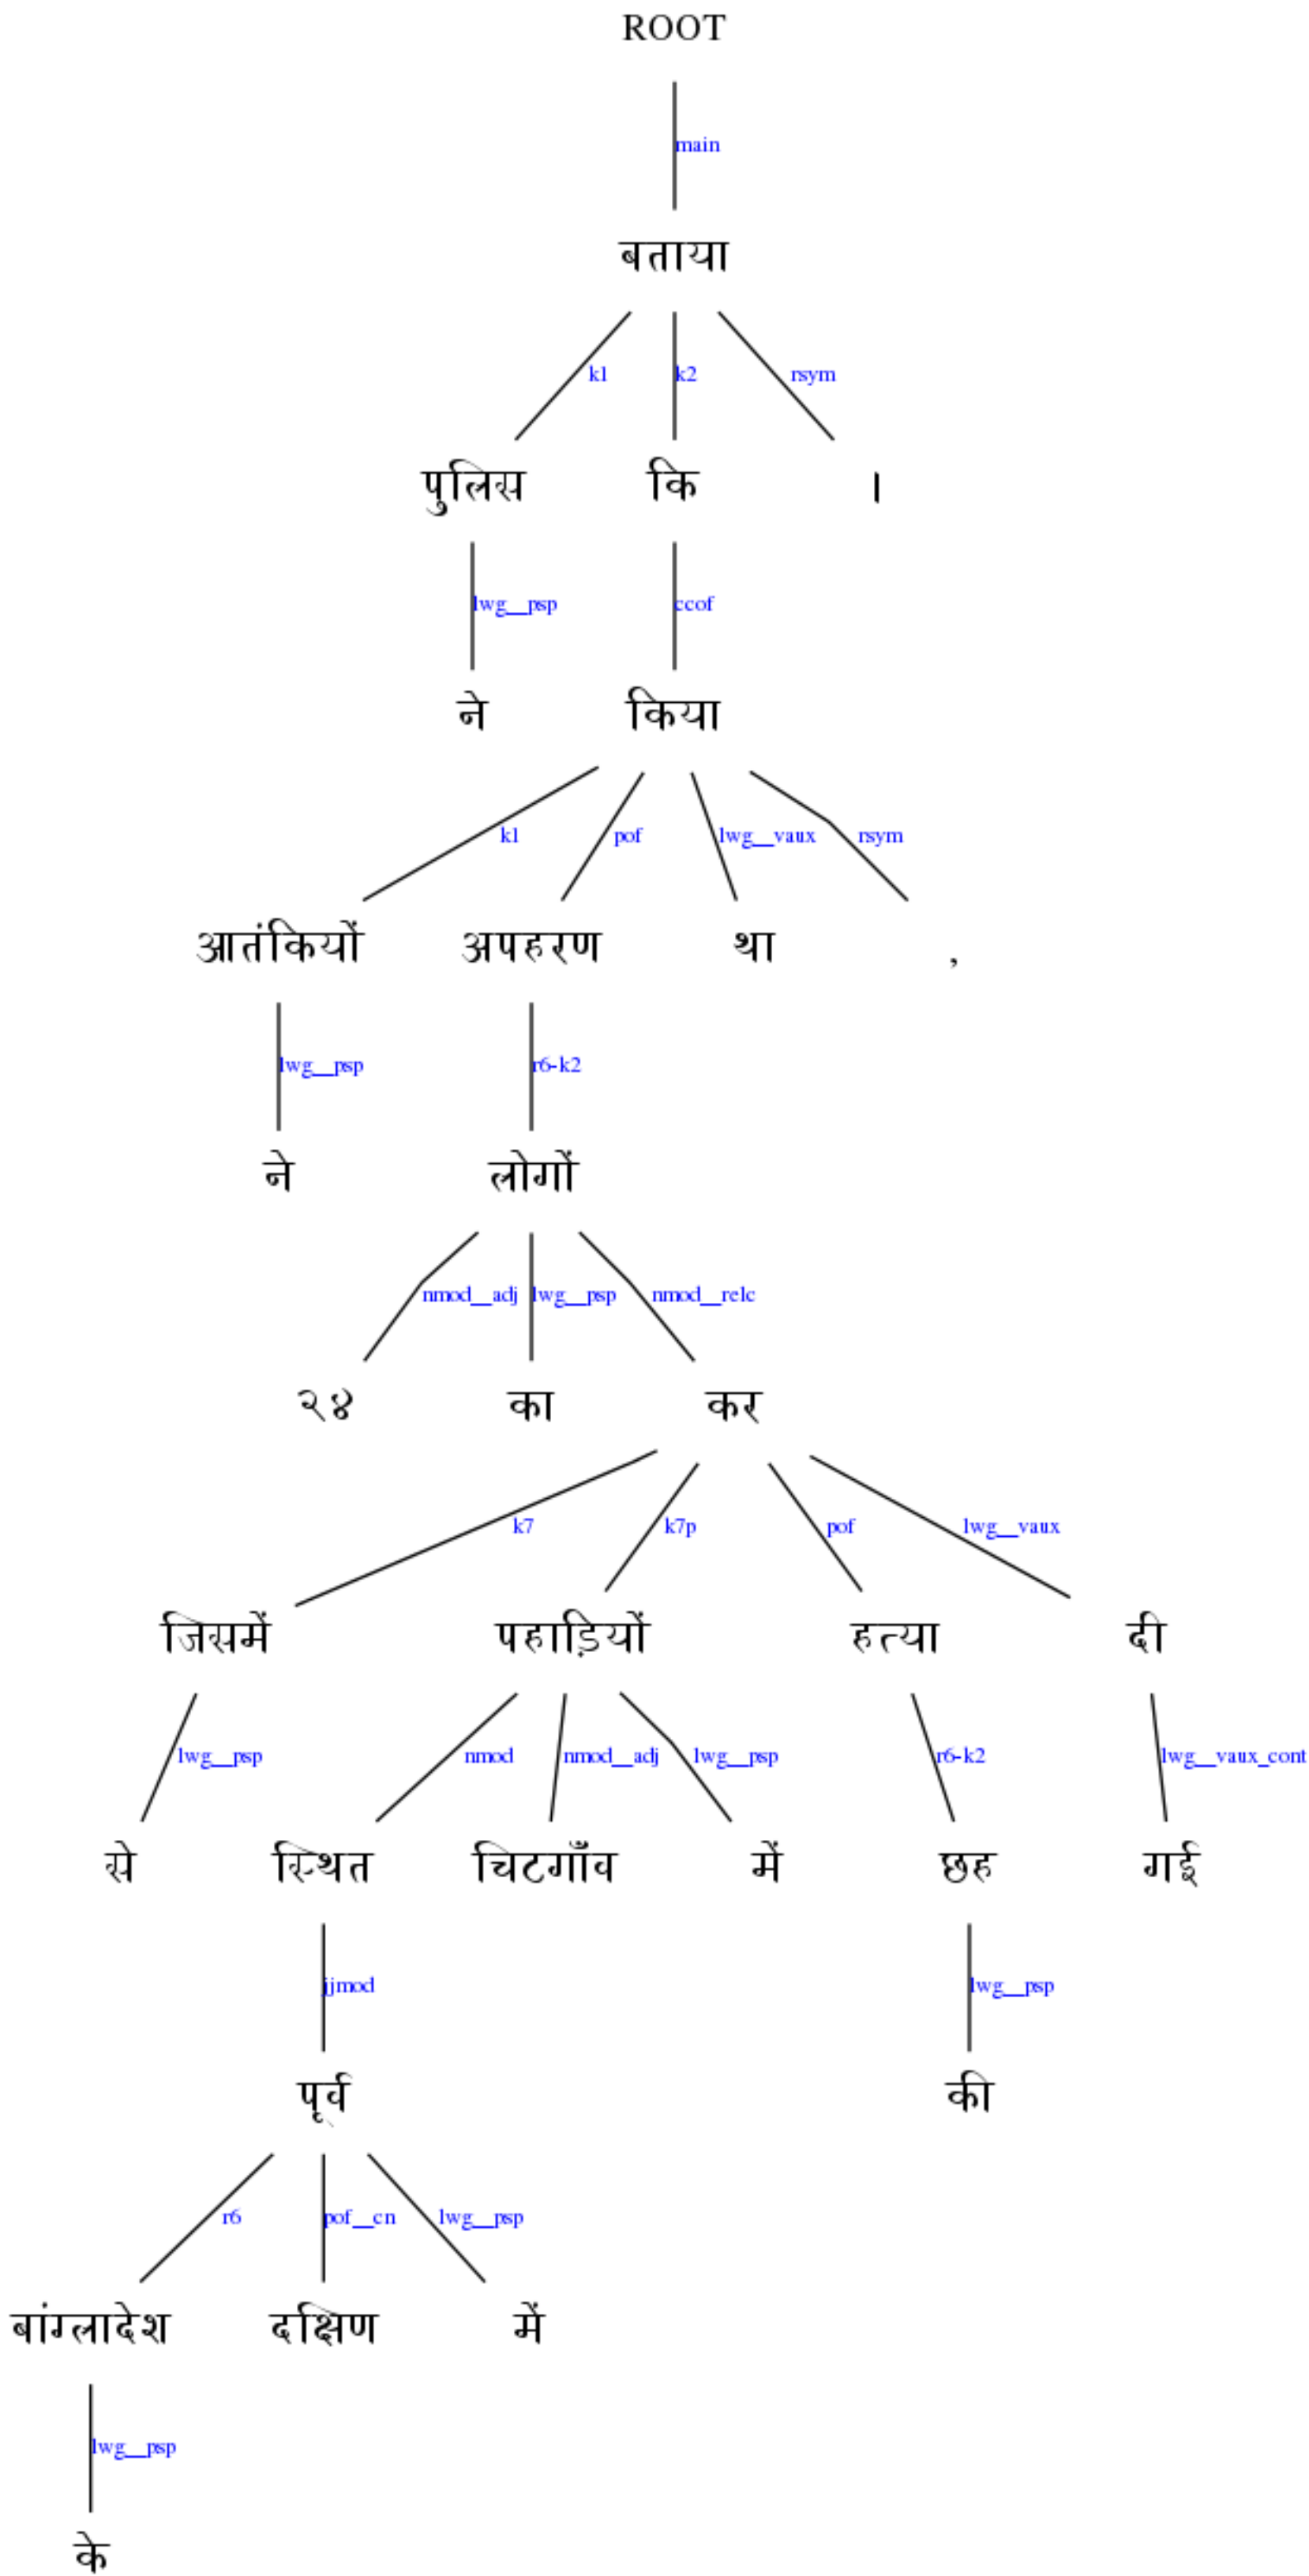 ROOT
main
बताया
k1 k2 rsym
पुलिस कि ।
lwg__psp ccof
ने किया
k1 pof lwg__vaux rsym
आतंकियों अपहरण था ,
lwg__psp r6-k2
ने लोगों
nmod__adj lwg__psp nmod__relc
२४ का कर
k7 k7p pof lwg__vaux
जिसमें पहाड़ियों हत्या दी
lwg__psp nmod nmod__adj lwg__psp r6-k2 lwg__vaux_cont
से स्थित चिटगाँव में छह गई
jjmod lwg__psp
पूर्व की
r6 pof__cn lwg__psp
बांग्लादेश दक्षिण में
lwg__psp
के